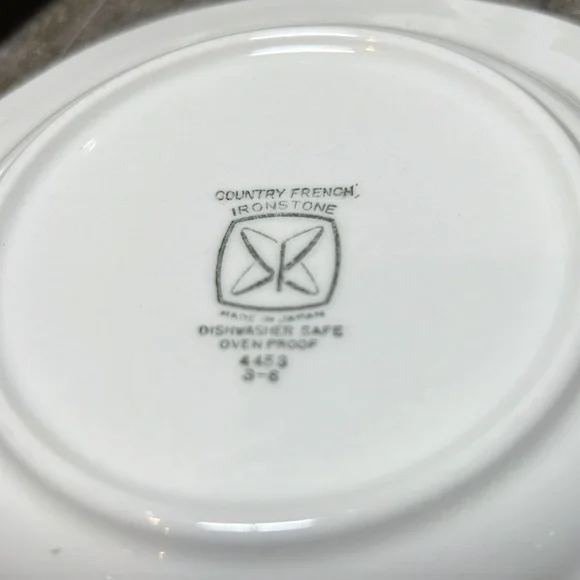 COUNTRY FRENCH
IRONSTONE
MADE IN JAPAN
DISHWASHER SAFE
OVEN PROOF
4453
3-6